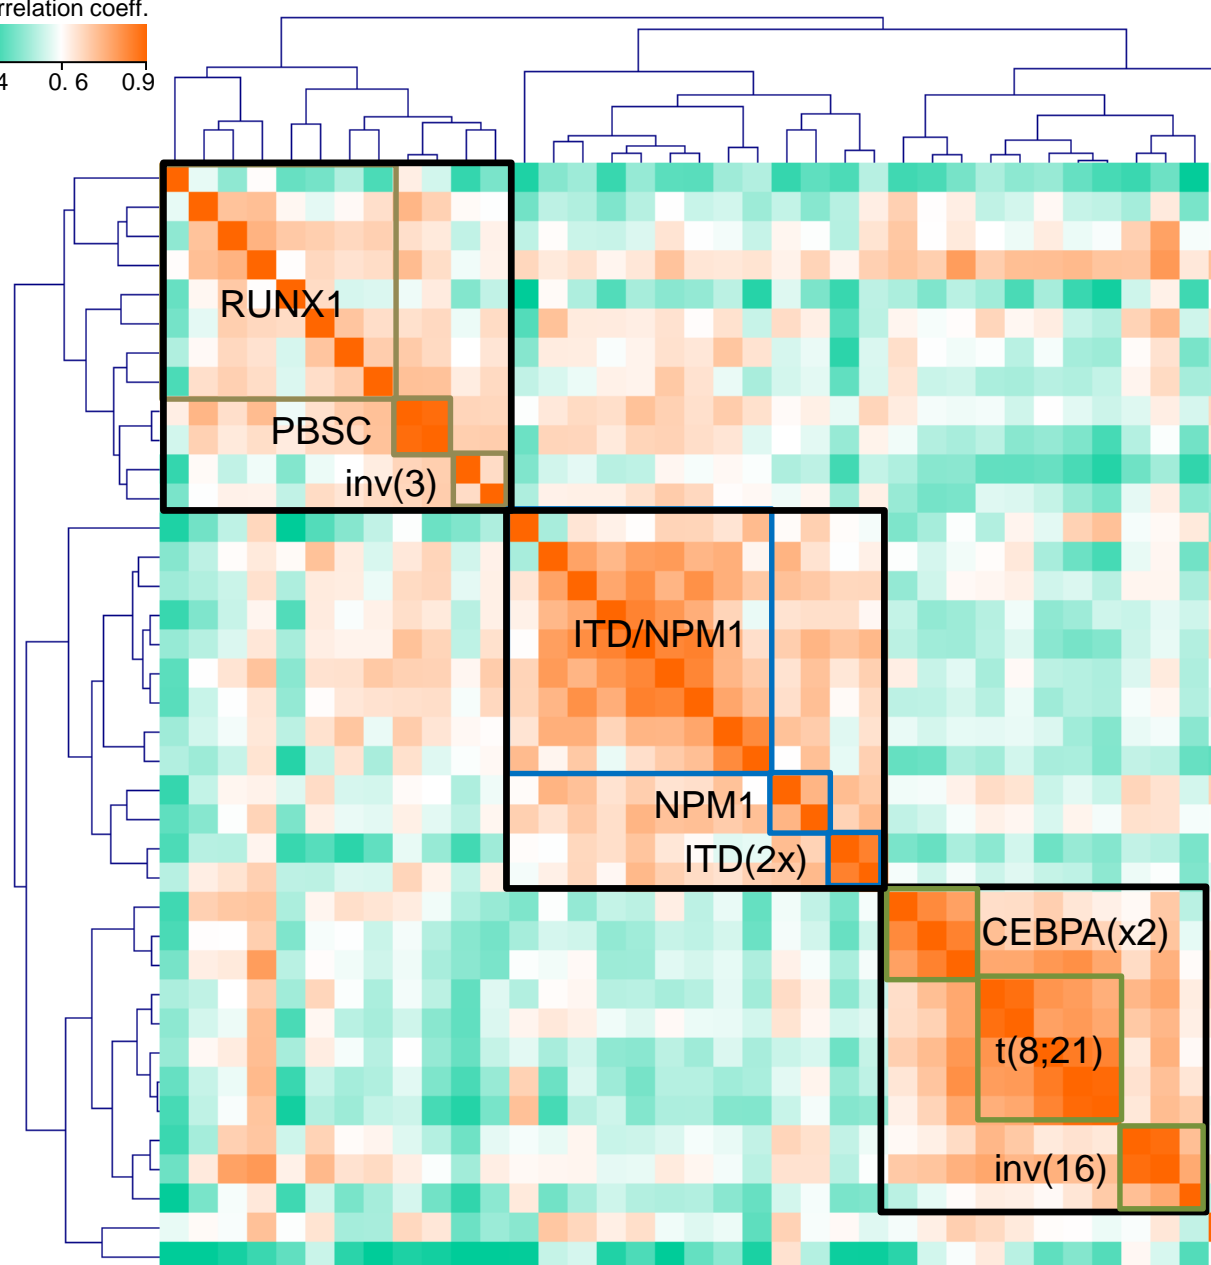 rrelation coeff.
4 0. 6 0.9
RUNX1
PBSC
inv(3)
ITD/NPM1
NPM1
ITD(2x)
CEBPA(x2)
t(8;21)
inv(16)